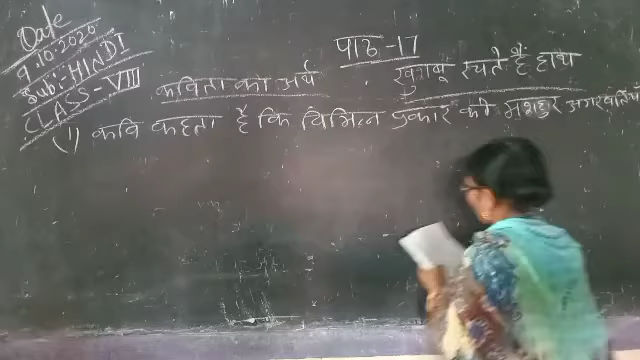 Date
9.10.2020
Sub:- HINDI
CLASS-VIII
पाठ-17
कविता का अर्थ
खुशबू रचते हैं हाथ
(1) कवि कहता है कि विभिन्न प्रकार की मशहूर अगरबत्तियों